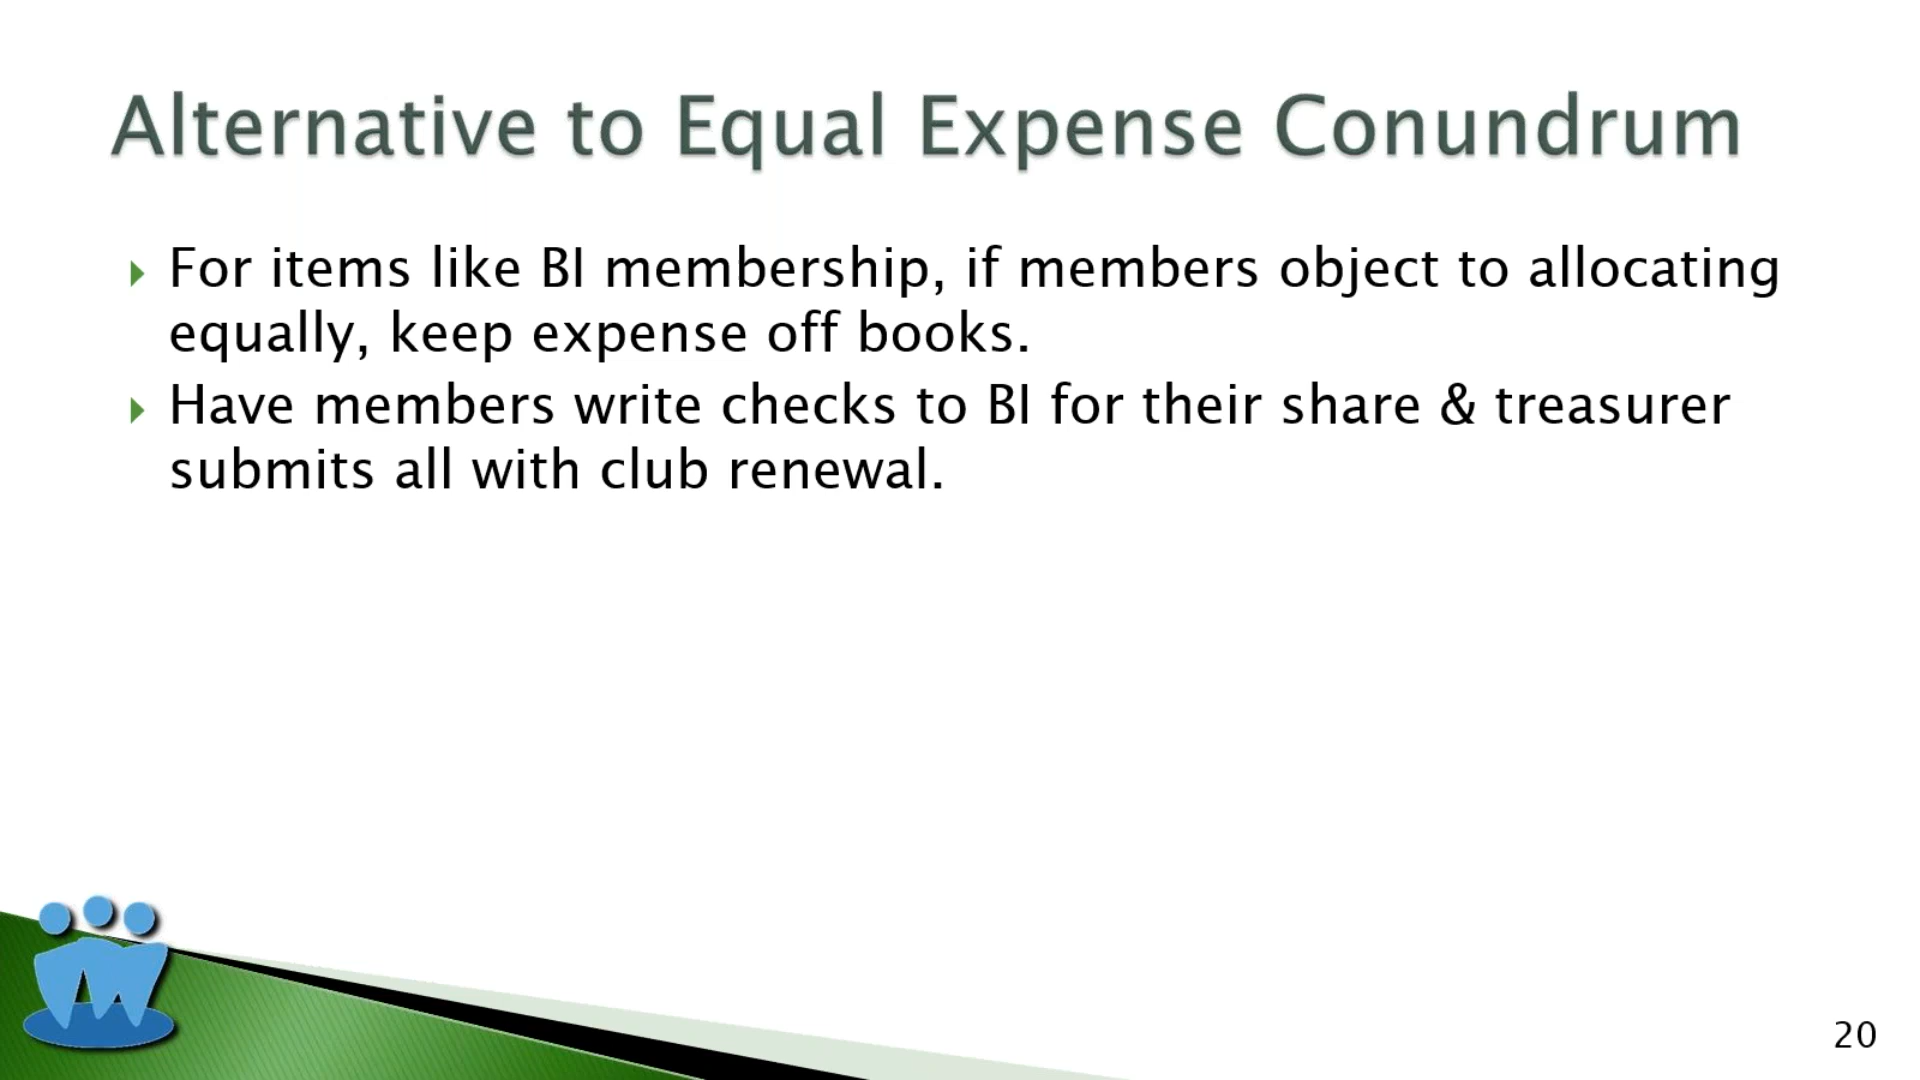 Alternative to Equal Expense Conundrum
For items like BI membership, if members object to allocating
equally, keep expense off books.
Have members write checks to BI for their share & treasurer
submits all with club renewal.
20